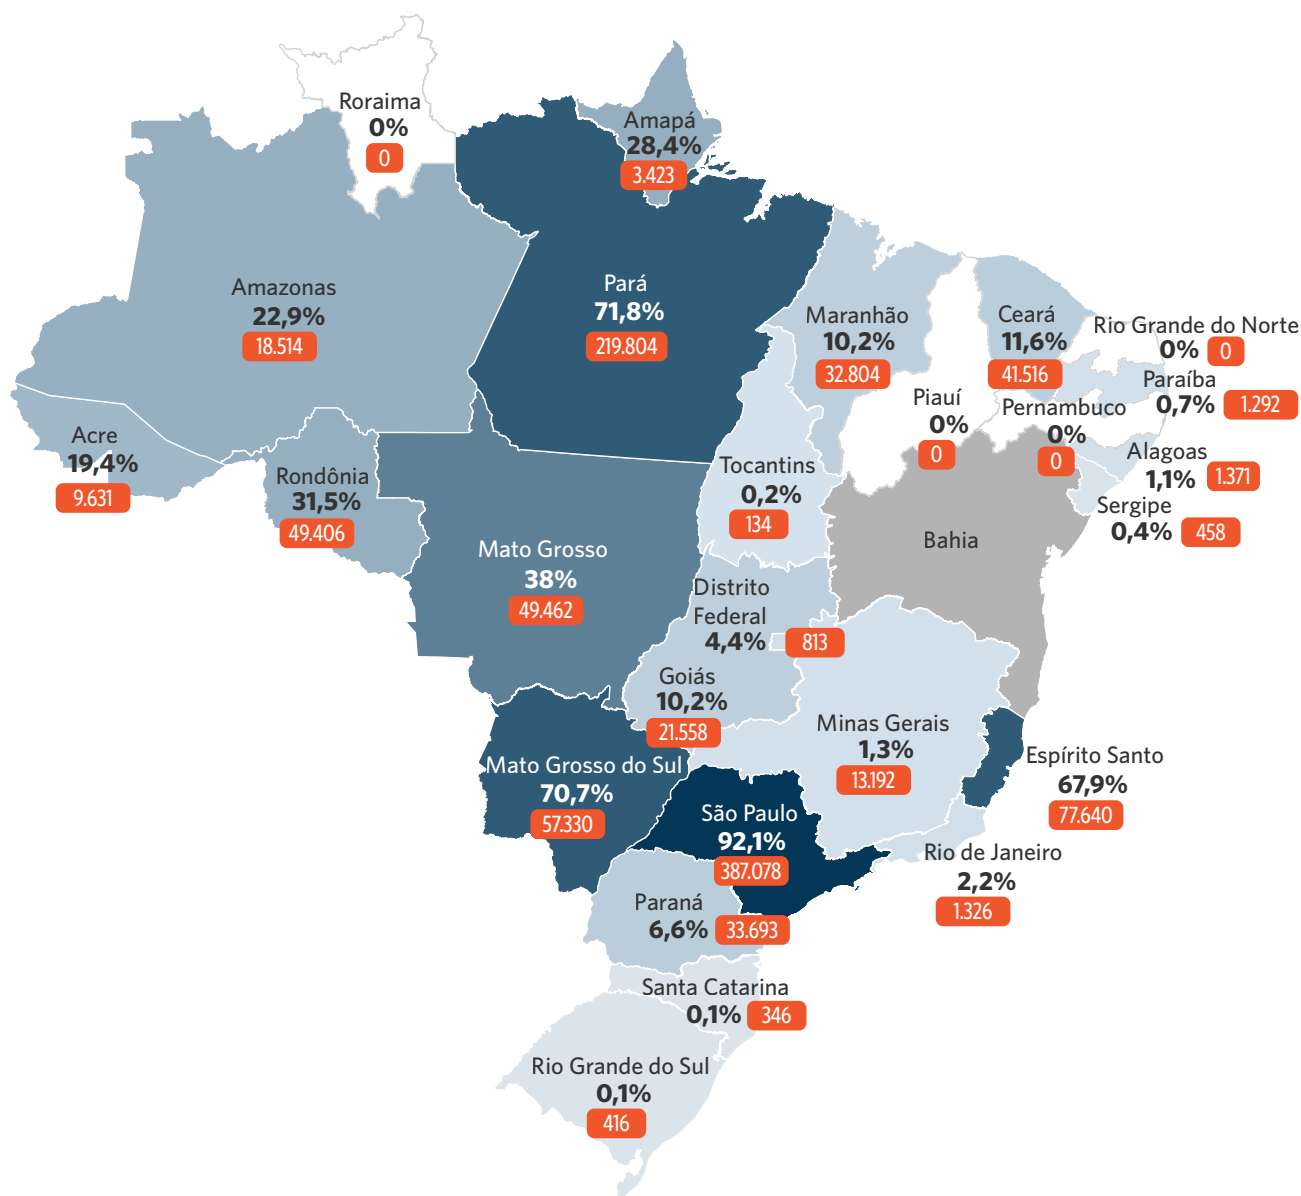 Roraima
0%
0
Amapá
28,4%
3.423
Amazonas
22,9%
18.514
Pará
71,8%
219.804
Maranhão
10,2%
32.804
Ceará
11,6%
41.516
Rio Grande do Norte
0% 0
Paraíba
0,7% 1.292
Piauí
0%
0
Pernambuco
0%
0
Alagoas
1,1% 1.371
Sergipe
0,4% 458
Acre
19,4%
9.631
Rondônia
31,5%
49.406
Tocantins
0,2%
134
Bahia
Mato Grosso
38%
49.462
Distrito
Federal
4,4% 813
Goiás
10,2%
21.558
Minas Gerais
1,3%
13.192
Espírito Santo
67,9%
77.640
Mato Grosso do Sul
70,7%
57.330
São Paulo
92,1%
387.078
Rio de Janeiro
2,2%
1.326
Paraná
6,6% 33.693
Santa Catarina
0,1% 346
Rio Grande do Sul
0,1%
416